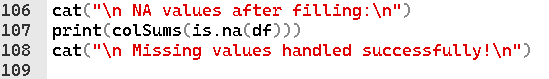 106 cat("\n NA values after filling:\n")
107 print(colSums(is.na(df)))
108 cat("\n Missing values handled successfully!\n")
109